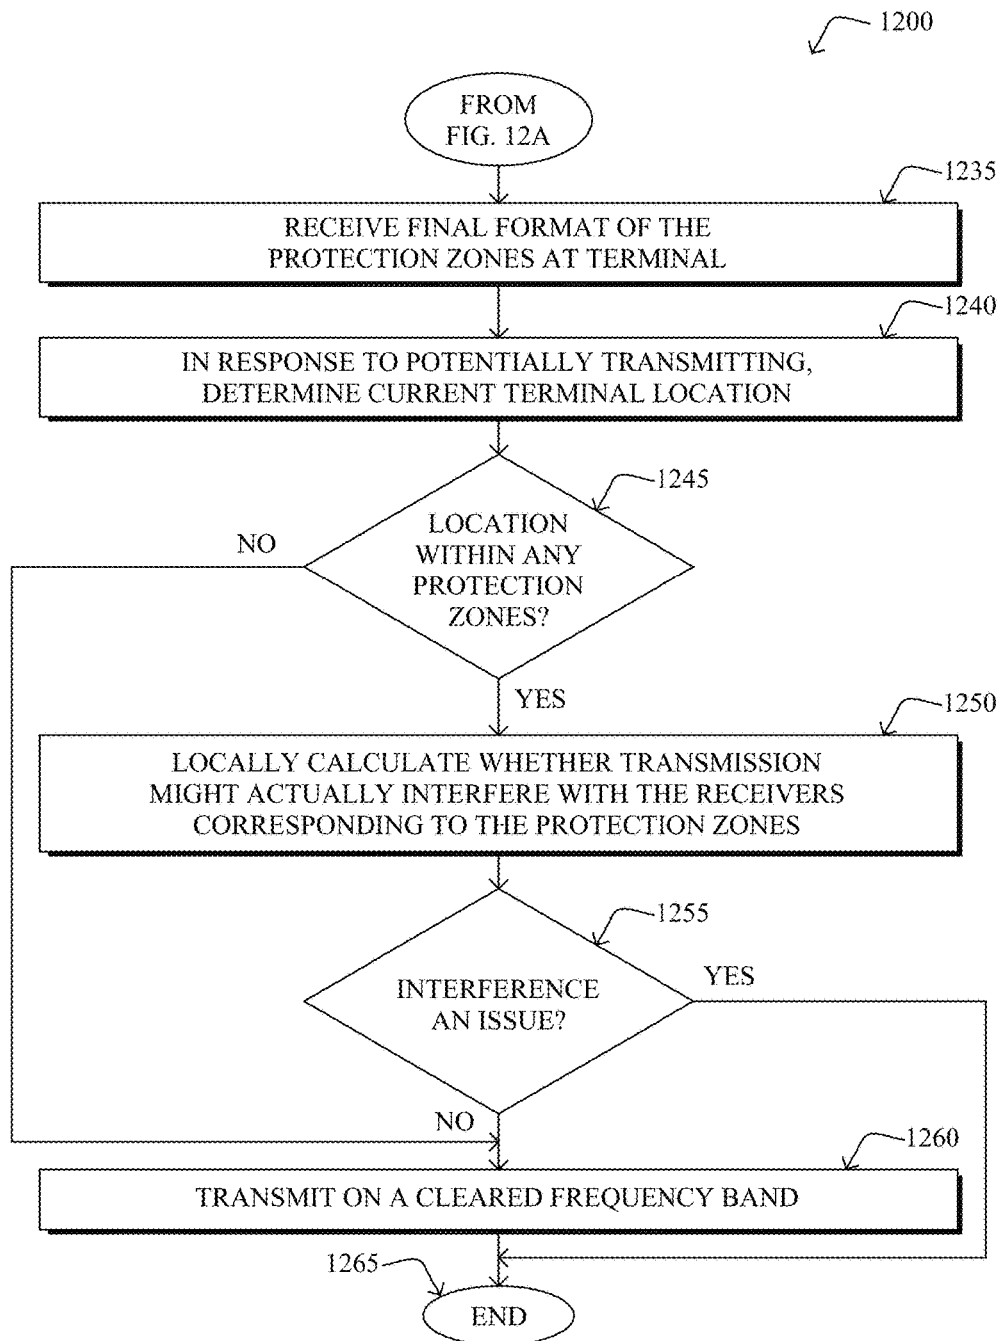 1200
FROM
FIG. 12A
1235
RECEIVE FINAL FORMAT OF THE
PROTECTION ZONES AT TERMINAL
1240
IN RESPONSE TO POTENTIALLY TRANSMITTING,
DETERMINE CURRENT TERMINAL LOCATION
1245
LOCATION
WITHIN ANY
PROTECTION
ZONES?
NO
YES
1250
LOCALLY CALCULATE WHETHER TRANSMISSION
MIGHT ACTUALLY INTERFERE WITH THE RECEIVERS
CORRESPONDING TO THE PROTECTION ZONES
1255
INTERFERENCE
AN ISSUE?
YES
NO
1260
TRANSMIT ON A CLEARED FREQUENCY BAND
1265
END